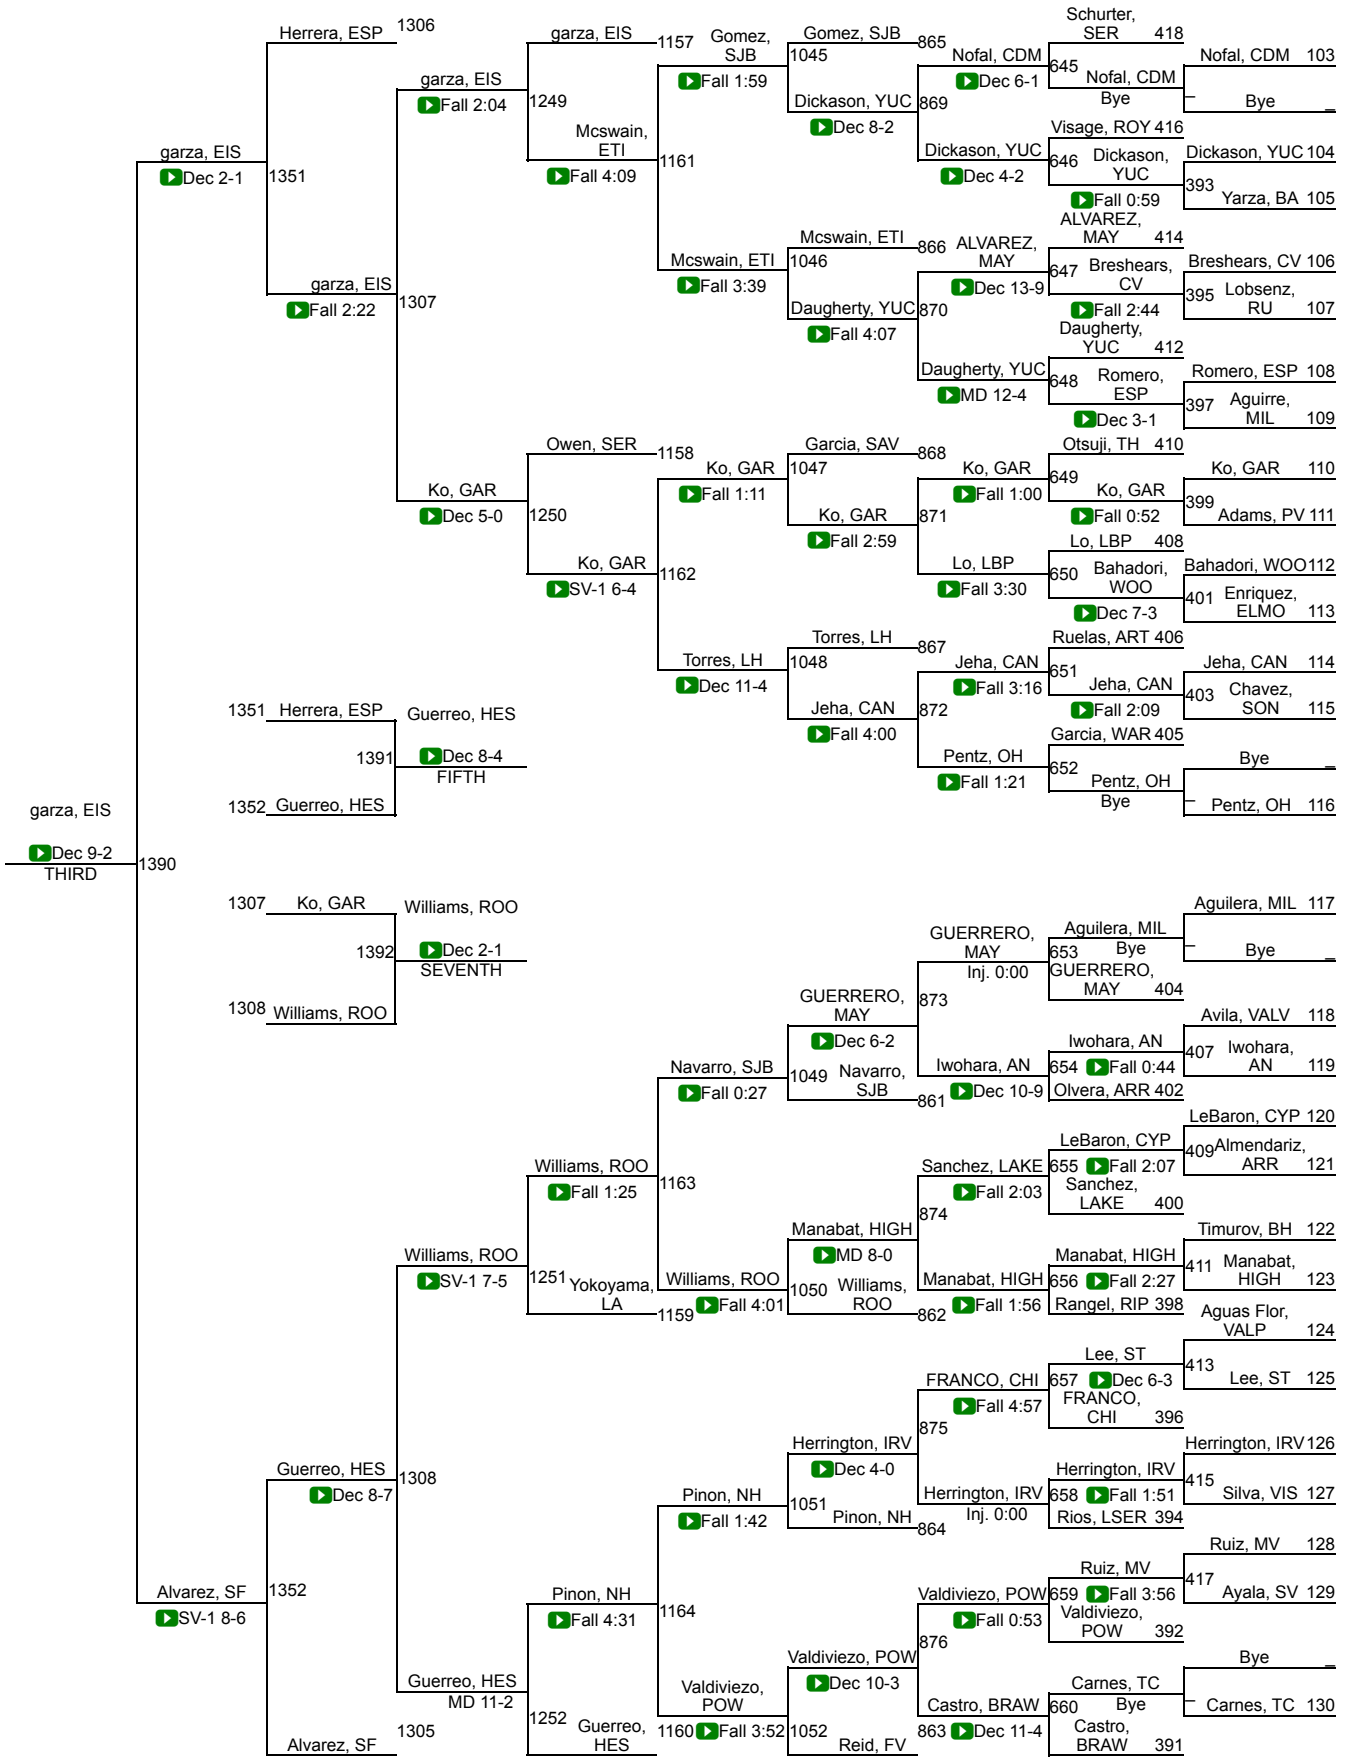 Herrera, ESP 1306
garza, EIS
Dec 2-1
1351
garza, EIS
Fall 2:04
garza, EIS
Fall 2:22
1307
Ko, GAR
Dec 5-0
garza, EIS 1157
1249
Mcswain,
ETI
Fall 4:09
Owen, SER 1158
1250
Ko, GAR
SV-1 6-4
Gomez,
SJB
Fall 1:59
1161
Mcswain, ETI
Fall 3:39
Ko, GAR
Fall 1:11
1162
Torres, LH
Dec 11-4
Gomez, SJB 865
1045
Dickason, YUC
Dec 8-2
Mcswain, ETI 866
1046
Daugherty, YUC
Fall 4:07
Garcia, SAV 868
1047
Ko, GAR
Fall 2:59
Torres, LH 867
1048
Jeha, CAN
Fall 4:00
Nofal, CDM
Dec 6-1
869
Dickason, YUC
Dec 4-2
ALVAREZ,
MAY
Dec 13-9
870
Daugherty, YUC
MD 12-4
Ko, GAR
Fall 1:00
871
Lo, LBP
Fall 3:30
Jeha, CAN
Fall 3:16
872
Pentz, OH
Fall 1:21
Schurter,
SER 418
645
Nofal, CDM
Bye
Visage, ROY 416
646
Dickason,
YUC
Fall 0:59
ALVAREZ,
MAY 414
647
Breshears,
CV
Fall 2:44
Daugherty,
YUC 412
648
Romero,
ESP
Dec 3-1
Otsuji, TH 410
649
Ko, GAR
Fall 0:52
Lo, LBP 408
650
Bahadori,
WOO
Dec 7-3
Ruelas, ART 406
651
Jeha, CAN
Fall 2:09
Garcia, WAR 405
652
Pentz, OH
Bye
Nofal, CDM 103
_
Bye _
Dickason, YUC 104
393
Yarza, BA 105
Breshears, CV 106
395
Lobsenz,
RU 107
Romero, ESP 108
397
Aguirre,
MIL 109
Ko, GAR 110
399
Adams, PV 111
Bahadori, WOO 112
401
Enriquez,
ELMO 113
Jeha, CAN 114
403
Chavez,
SON 115
Bye _
_
Pentz, OH 116
1351 Herrera, ESP
Guerreo, HES
1391
Dec 8-4
FIFTH
1352 Guerreo, HES
garza, EIS
Dec 9-2
THIRD
1390
1307 Ko, GAR
Williams, ROO
1392
Dec 2-1
SEVENTH
1308 Williams, ROO
Guerreo, HES
Dec 8-7
1352
Alvarez, SF
SV-1 8-6
Alvarez, SF 1305
Williams, ROO
SV-1 7-5
1308
Guerreo, HES
MD 11-2
Williams, ROO
Fall 1:25
1251
Yokoyama,
LA 1159
Pinon, NH
Fall 4:31
1252
Guerreo,
HES 1160
Navarro, SJB
Fall 0:27
1163
Williams, ROO
Fall 4:01
Pinon, NH
Fall 1:42
1164
Valdiviezo,
POW
Fall 3:52
GUERRERO,
MAY
Dec 6-2
1049
Navarro,
SJB 861
Manabat, HIGH
MD 8-0
1050
Williams,
ROO 862
Herrington, IRV
Dec 4-0
1051
Pinon, NH 864
Valdiviezo, POW
Dec 10-3
1052
Reid, FV 863
GUERRERO,
MAY
Inj. 0:00
873
Iwohara, AN
Dec 10-9
Sanchez, LAKE
Fall 2:03
874
Manabat, HIGH
Fall 1:56
FRANCO, CHI
Fall 4:57
875
Herrington, IRV
Inj. 0:00
Valdiviezo, POW
Fall 0:53
876
Castro, BRAW
Dec 11-4
Aguilera, MIL
653
Bye
GUERRERO,
MAY 404
Iwohara, AN
654
Fall 0:44
Olvera, ARR 402
LeBaron, CYP
655
Fall 2:07
Sanchez,
LAKE 400
Manabat, HIGH
656
Fall 2:27
Rangel, RIP 398
Lee, ST
657
Dec 6-3
FRANCO,
CHI 396
Herrington, IRV
658
Fall 1:51
Rios, LSER 394
Ruiz, MV
659
Fall 3:56
Valdiviezo,
POW 392
Carnes, TC
660
Bye
Castro,
BRAW 391
Aguilera, MIL 117
_
Bye _
Avila, VALV 118
407
Iwohara,
AN 119
LeBaron, CYP 120
409
Almendariz,
ARR 121
Timurov, BH 122
411
Manabat,
HIGH 123
Aguas Flor,
VALP 124
413
Lee, ST 125
Herrington, IRV 126
415
Silva, VIS 127
Ruiz, MV 128
417
Ayala, SV 129
Bye _
_
Carnes, TC 130